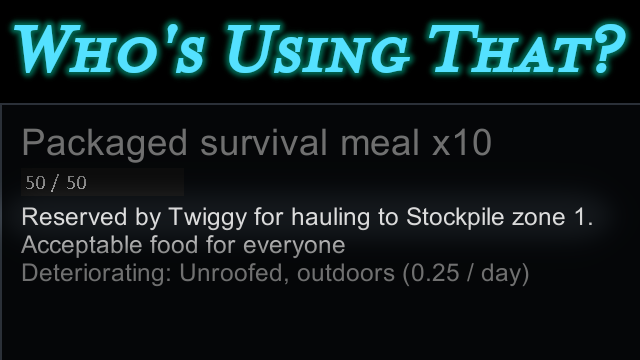 Who's Using That?
Packaged survival meal x10
50 / 50
Reserved by Twiggy for hauling to Stockpile zone 1.
Acceptable food for everyone
Deteriorating: Unroofed, outdoors (0.25 / day)